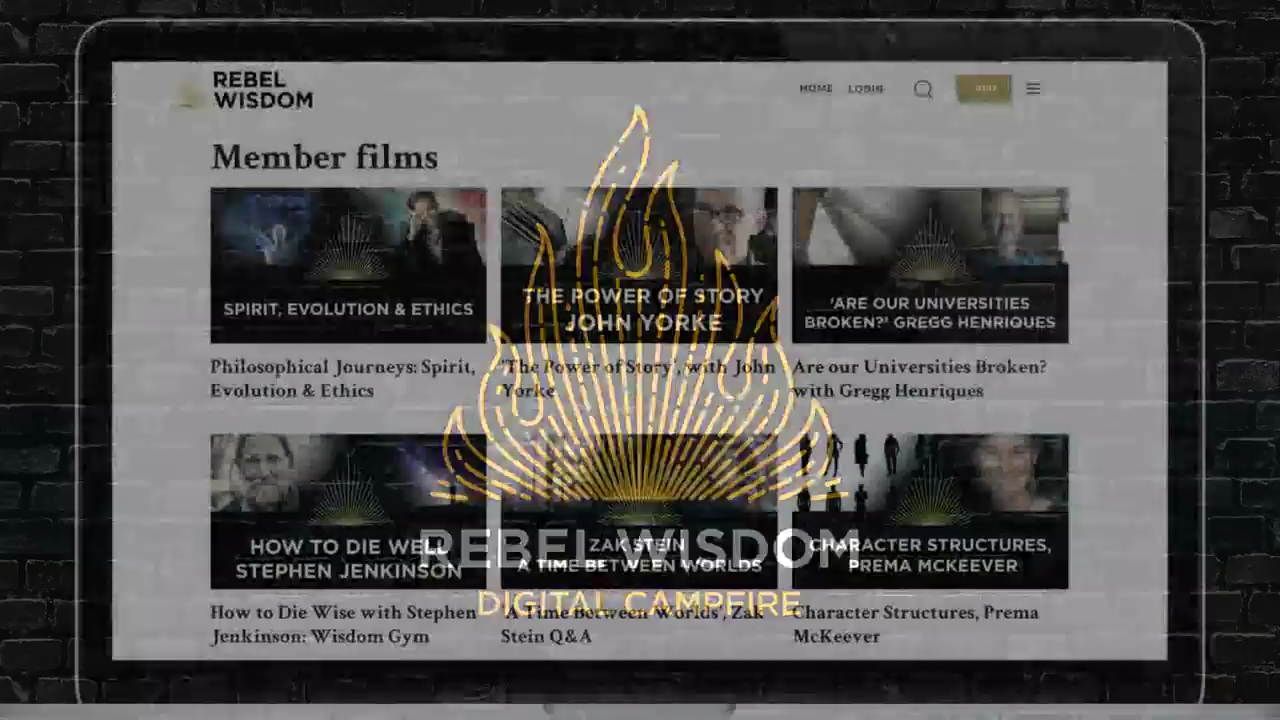 REBEL
WISDOM
HOME LOGIN
Member films
SPIRIT, EVOLUTION & ETHICS
THE POWER OF STORY
JOHN YORKE
'ARE OUR UNIVERSITIES
BROKEN?' GREGG HENRIQUES
Philosophical Journeys: Spirit,
Evolution & Ethics
'The Power of Story', with John
Yorke
Are our Universities Broken?
with Gregg Henriques
HOW TO DIE WELL
STEPHEN JENKINSON
ZAK STEIN
A TIME BETWEEN WORLDS
CHARACTER STRUCTURES,
PREMA MCKEEVER
REBEL WISDOM
DIGITAL CAMPFIRE
How to Die Wise with Stephen
Jenkinson: Wisdom Gym
'A Time Between Worlds', Zak
Stein Q&A
Character Structures, Prema
McKeever